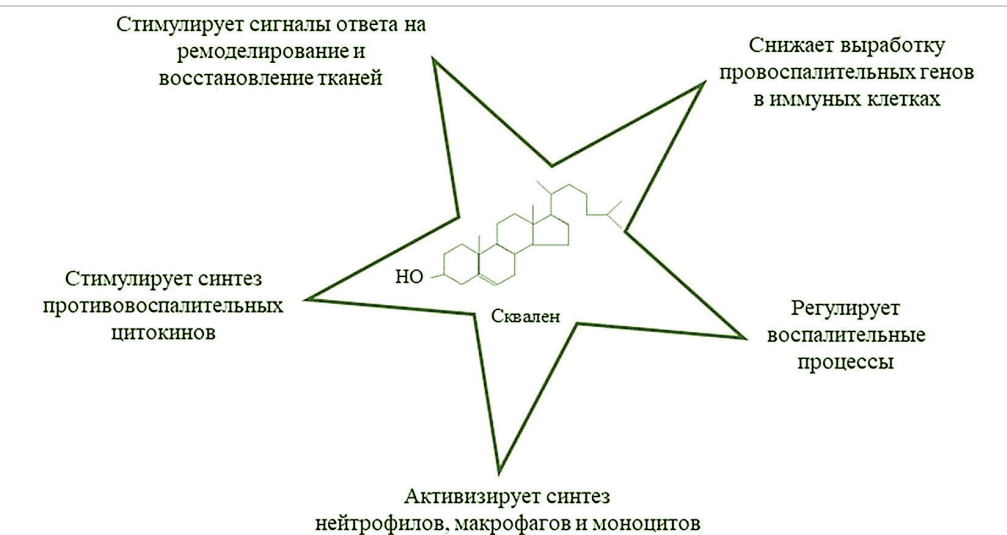 Стимулирует сигналы ответа на
ремоделирование и
восстановление тканей
Снижает выработку
провоспалительных генов
в иммуных клетках
Стимулирует синтез
противовоспалительных
цитокинов
HO
Сквален
Регулирует
воспалительные
процессы
Активизирует синтез
нейтрофилов, макрофагов и моноцитов